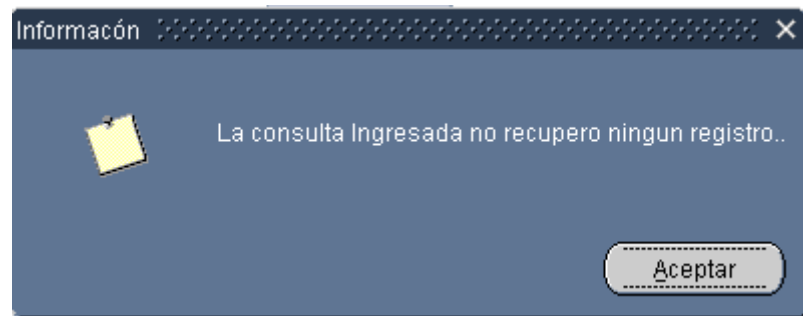 Informacón
La consulta Ingresada no recupero ningun registro..
Aceptar